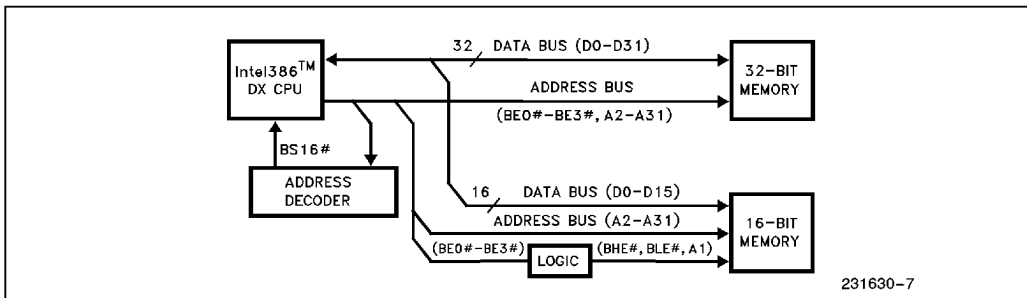 32 DATA BUS (D0-D31)
Intel386™
DX CPU
32-BIT
MEMORY
ADDRESS BUS
(BE0#-BE3#, A2-A31)
BS16#
ADDRESS
DECODER
16 DATA BUS (D0-D15)
ADDRESS BUS (A2-A31)
16-BIT
MEMORY
(BE0#-BE3#)
LOGIC
(BHE#, BLE#, A1)
231630-7